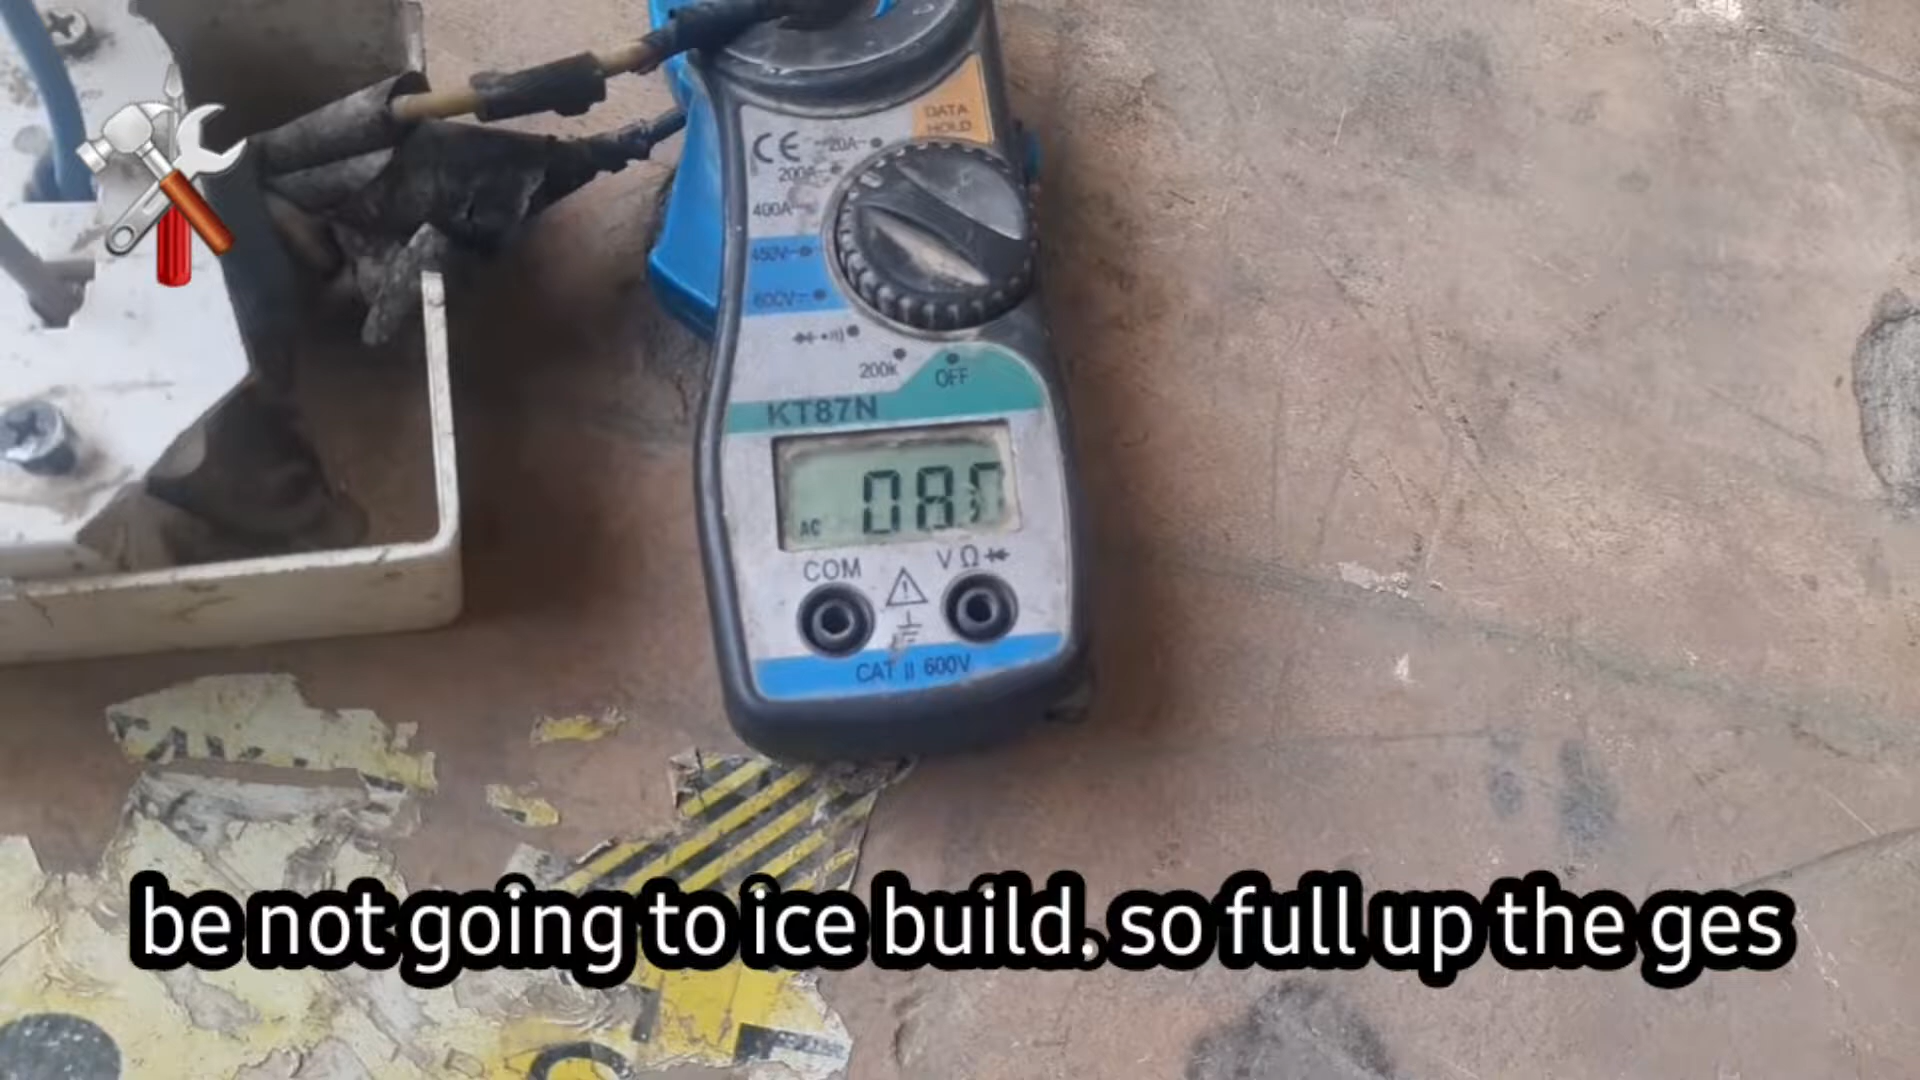 DATA
HOLD
CE
20A
200A
400A
450V
600V
200k
OFF
KT87N
AC
COM
VΩ
CAT II 600V
be not going to ice build. so full up the ges